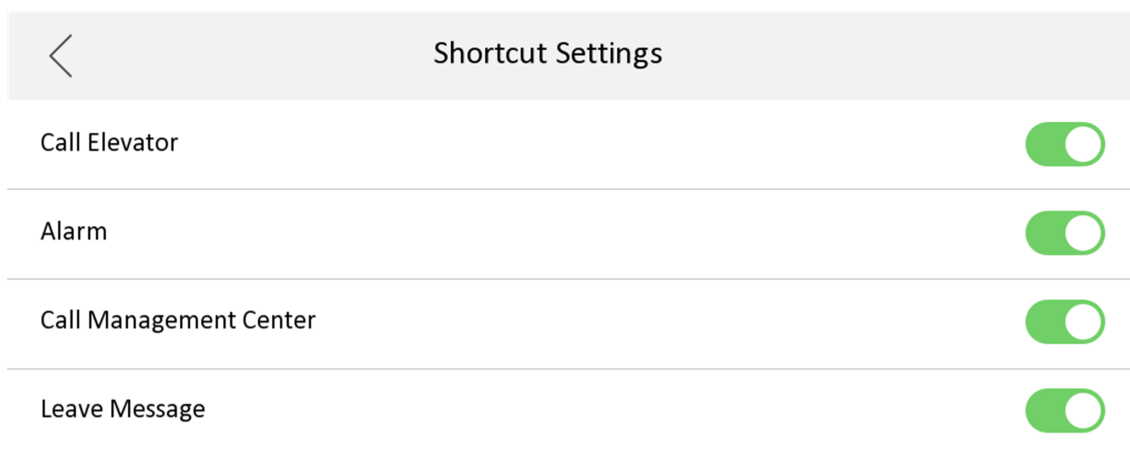 Shortcut Settings
Call Elevator
Alarm
Call Management Center
Leave Message